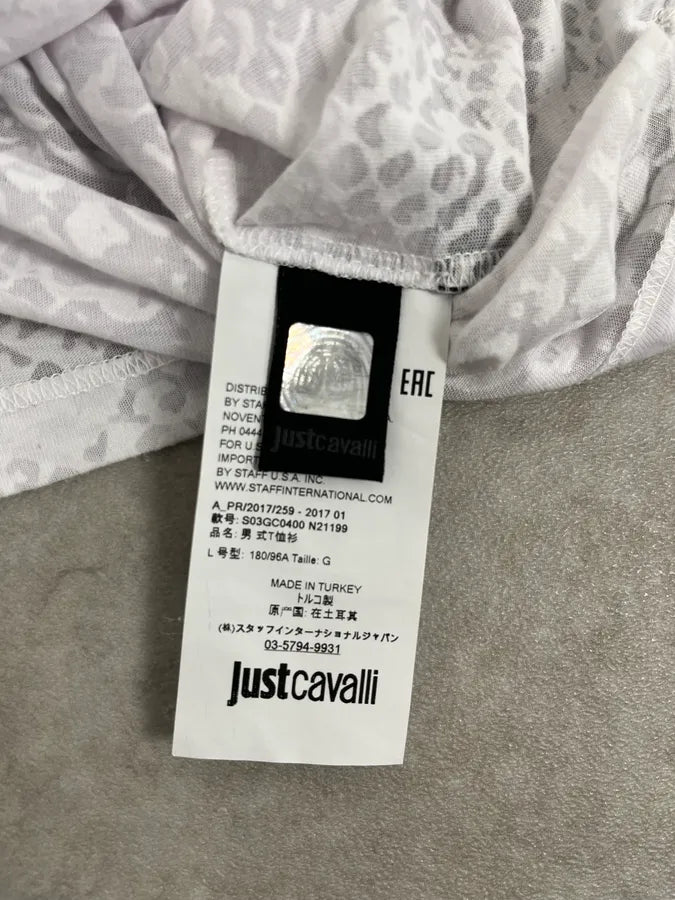 EAC
justcavalli
DISTRIB
BY STA
NOVEN
PH 0444
FOR U.S
IMPORT
BY STAFF U.S.A. INC.
WWW.STAFFINTERNATIONAL.COM
A_PR/2017/259 - 2017 01
款号: S03GC0400 N21199
品名: 男 式T恤衫
L 号型: 180/96A Taille: G
MADE IN TURKEY
トルコ製
原产国: 在土耳其
(株)スタッフインターナショナルジャパン
03-5794-9931
justcavalli